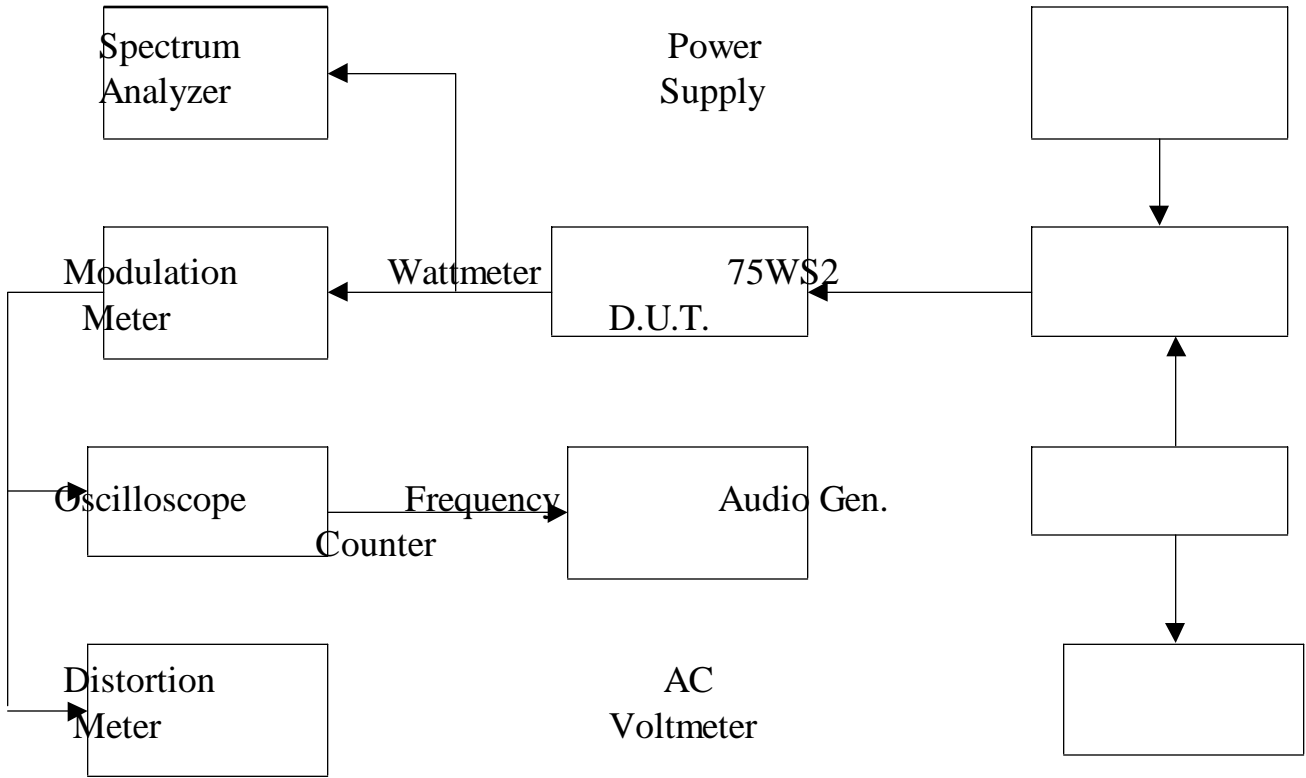 Spectrum Power
Analyzer Supply
Modulation Wattmeter 75WS2
Meter D.U.T.
Oscilloscope Frequency Audio Gen.
Counter
Distortion AC
Meter Voltmeter